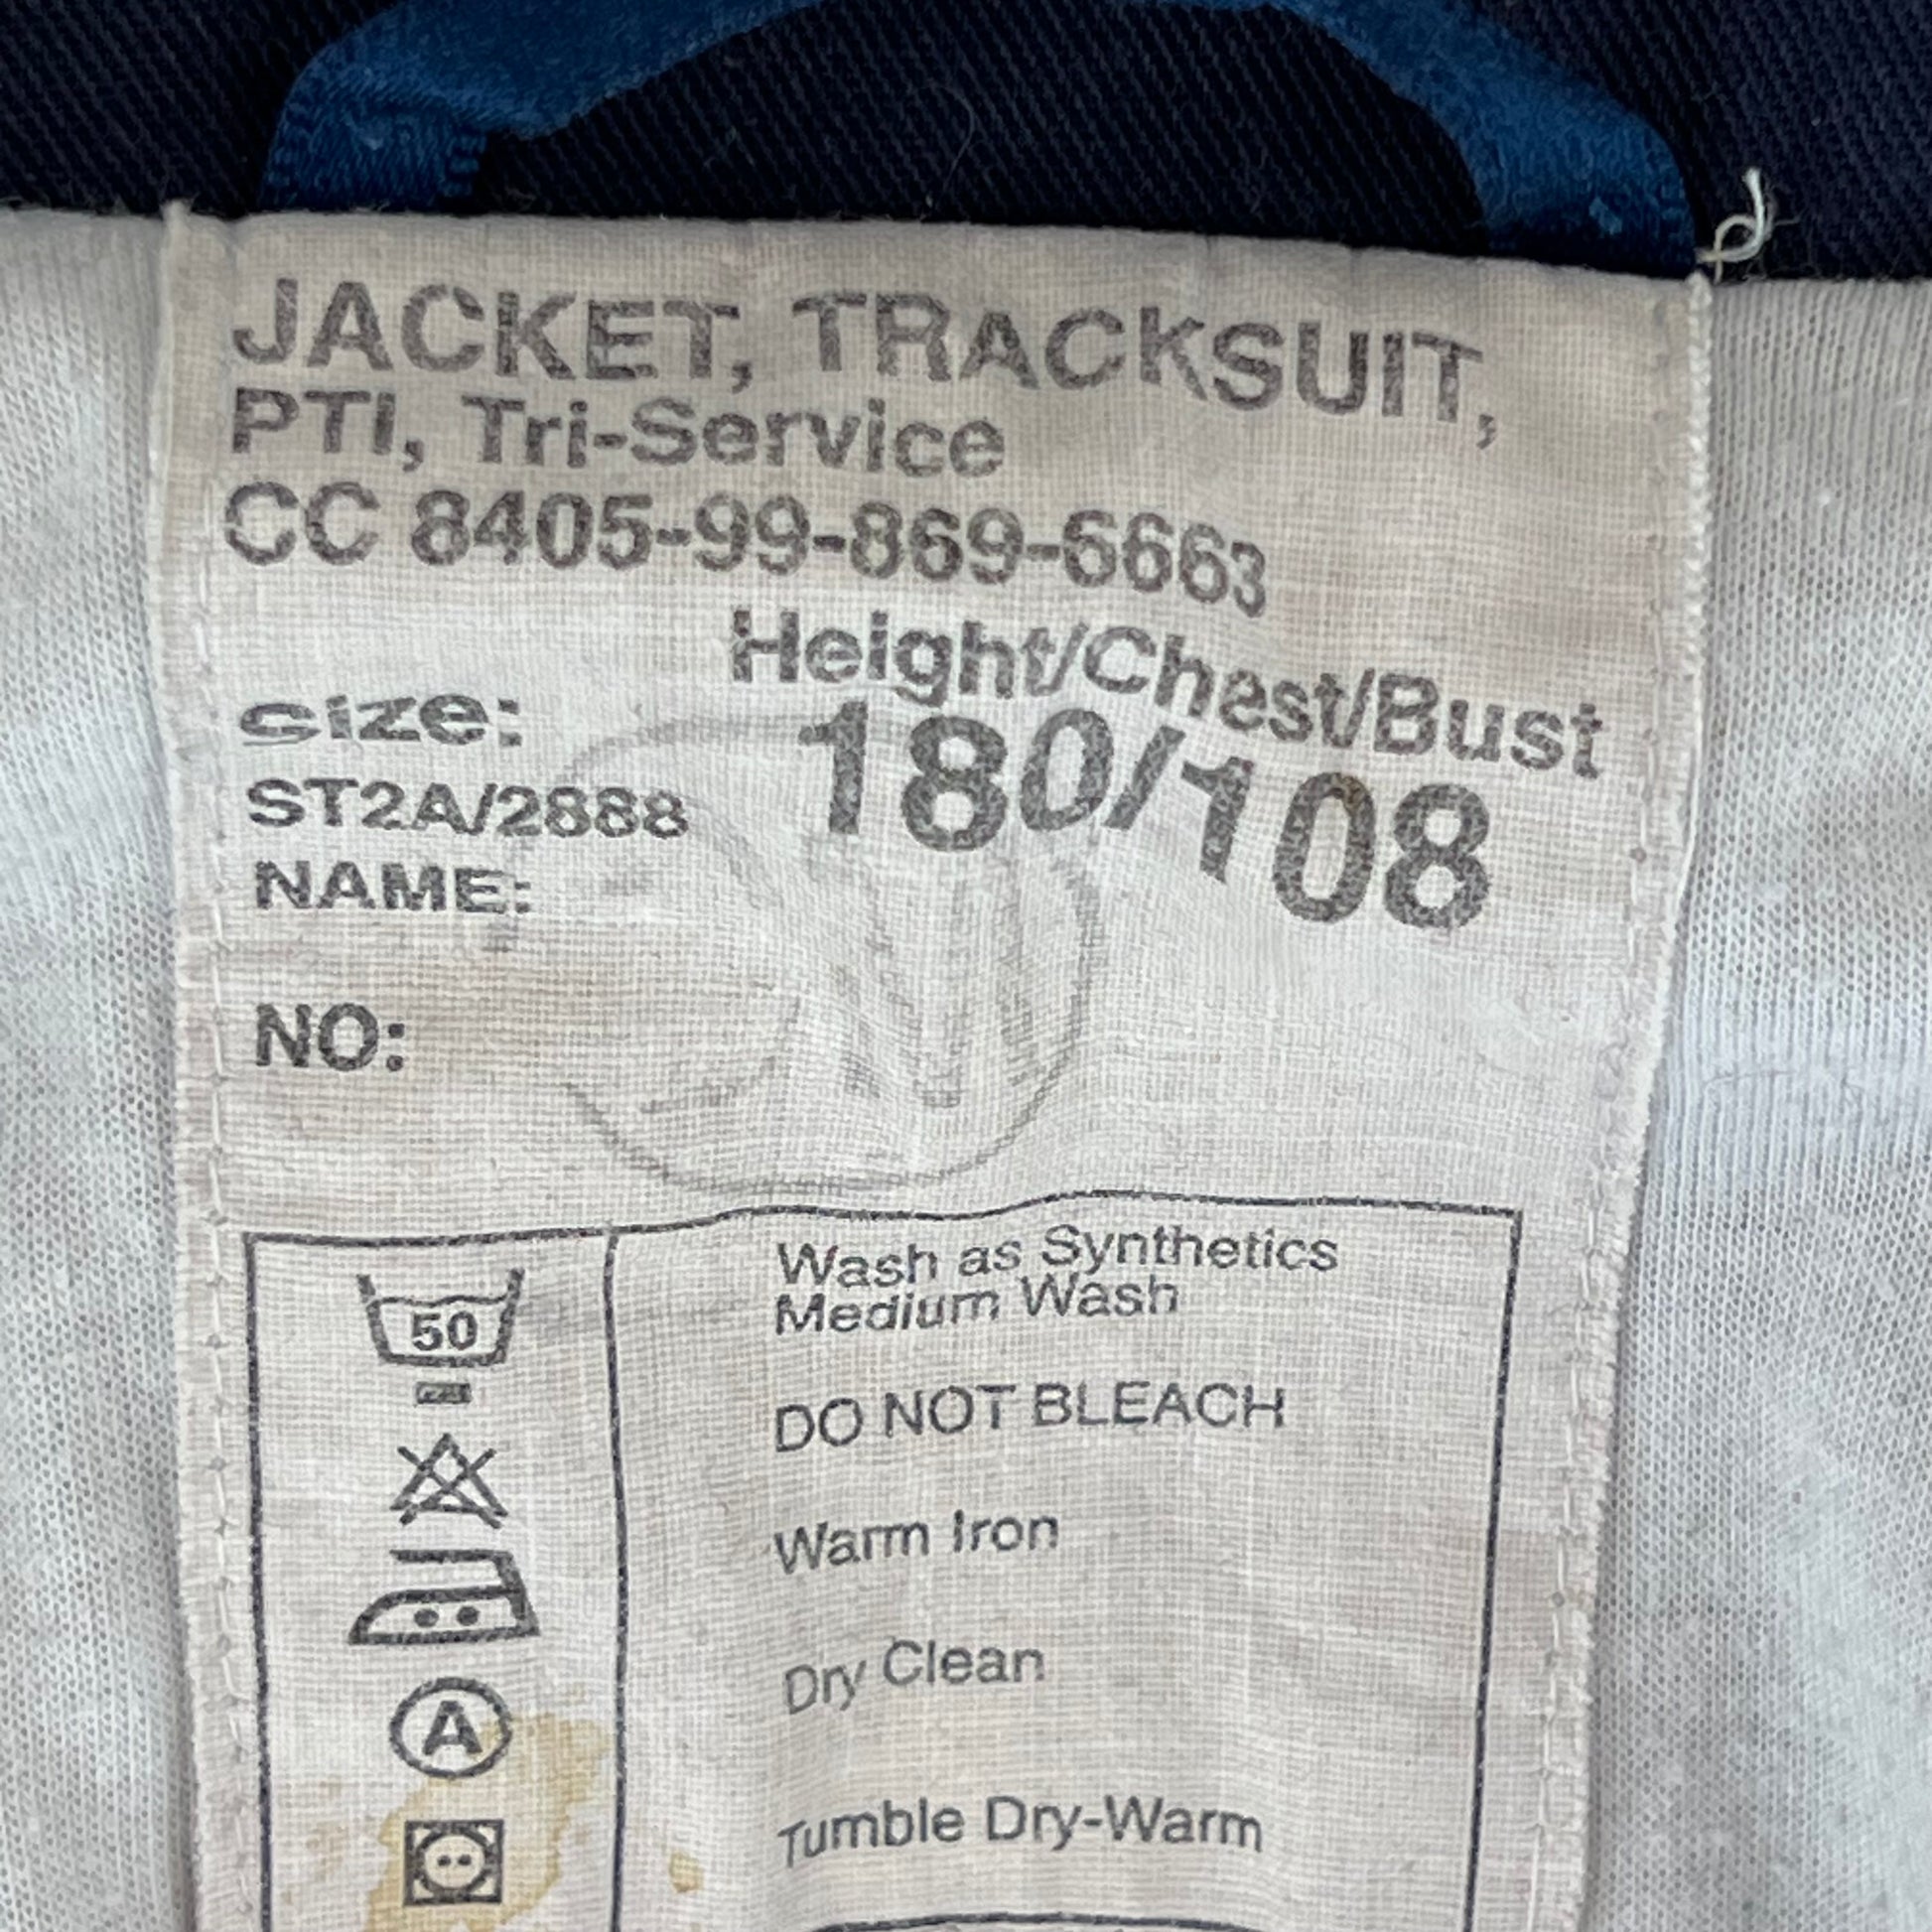 JACKET, TRACKSUIT,
PTI, Tri-Service
CC 8405-99-869-6663
Height/Chest/Bust
size: 180/108
ST2A/2888
NAME:
NO:
50 Wash as Synthetics
Medium Wash
DO NOT BLEACH
Warm Iron
A Dry Clean
Tumble Dry-Warm